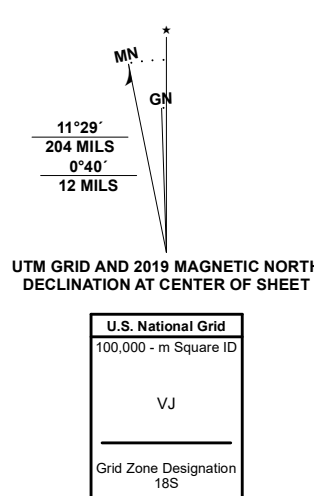 ★
MN
GN
11°29´
204 MILS
0°40´
12 MILS
UTM GRID AND 2019 MAGNETIC NORTH
DECLINATION AT CENTER OF SHEET
U.S. National Grid
100,000 - m Square ID
VJ
Grid Zone Designation
18S